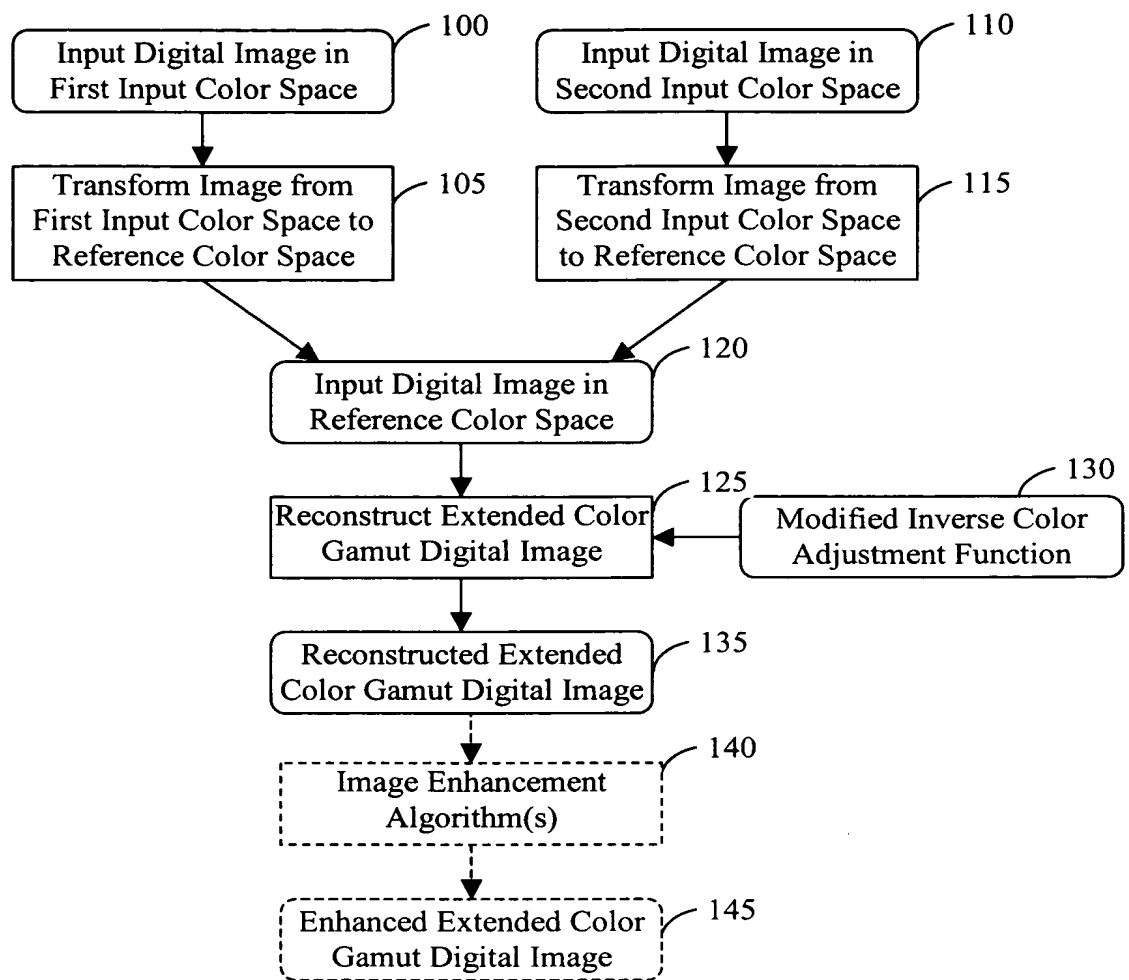 100
Input Digital Image in
First Input Color Space
110
Input Digital Image in
Second Input Color Space
105
Transform Image from
First Input Color Space to
Reference Color Space
115
Transform Image from
Second Input Color Space
to Reference Color Space
120
Input Digital Image in
Reference Color Space
125
Reconstruct Extended Color
Gamut Digital Image
130
Modified Inverse Color
Adjustment Function
135
Reconstructed Extended
Color Gamut Digital Image
140
Image Enhancement
Algorithm(s)
145
Enhanced Extended Color
Gamut Digital Image